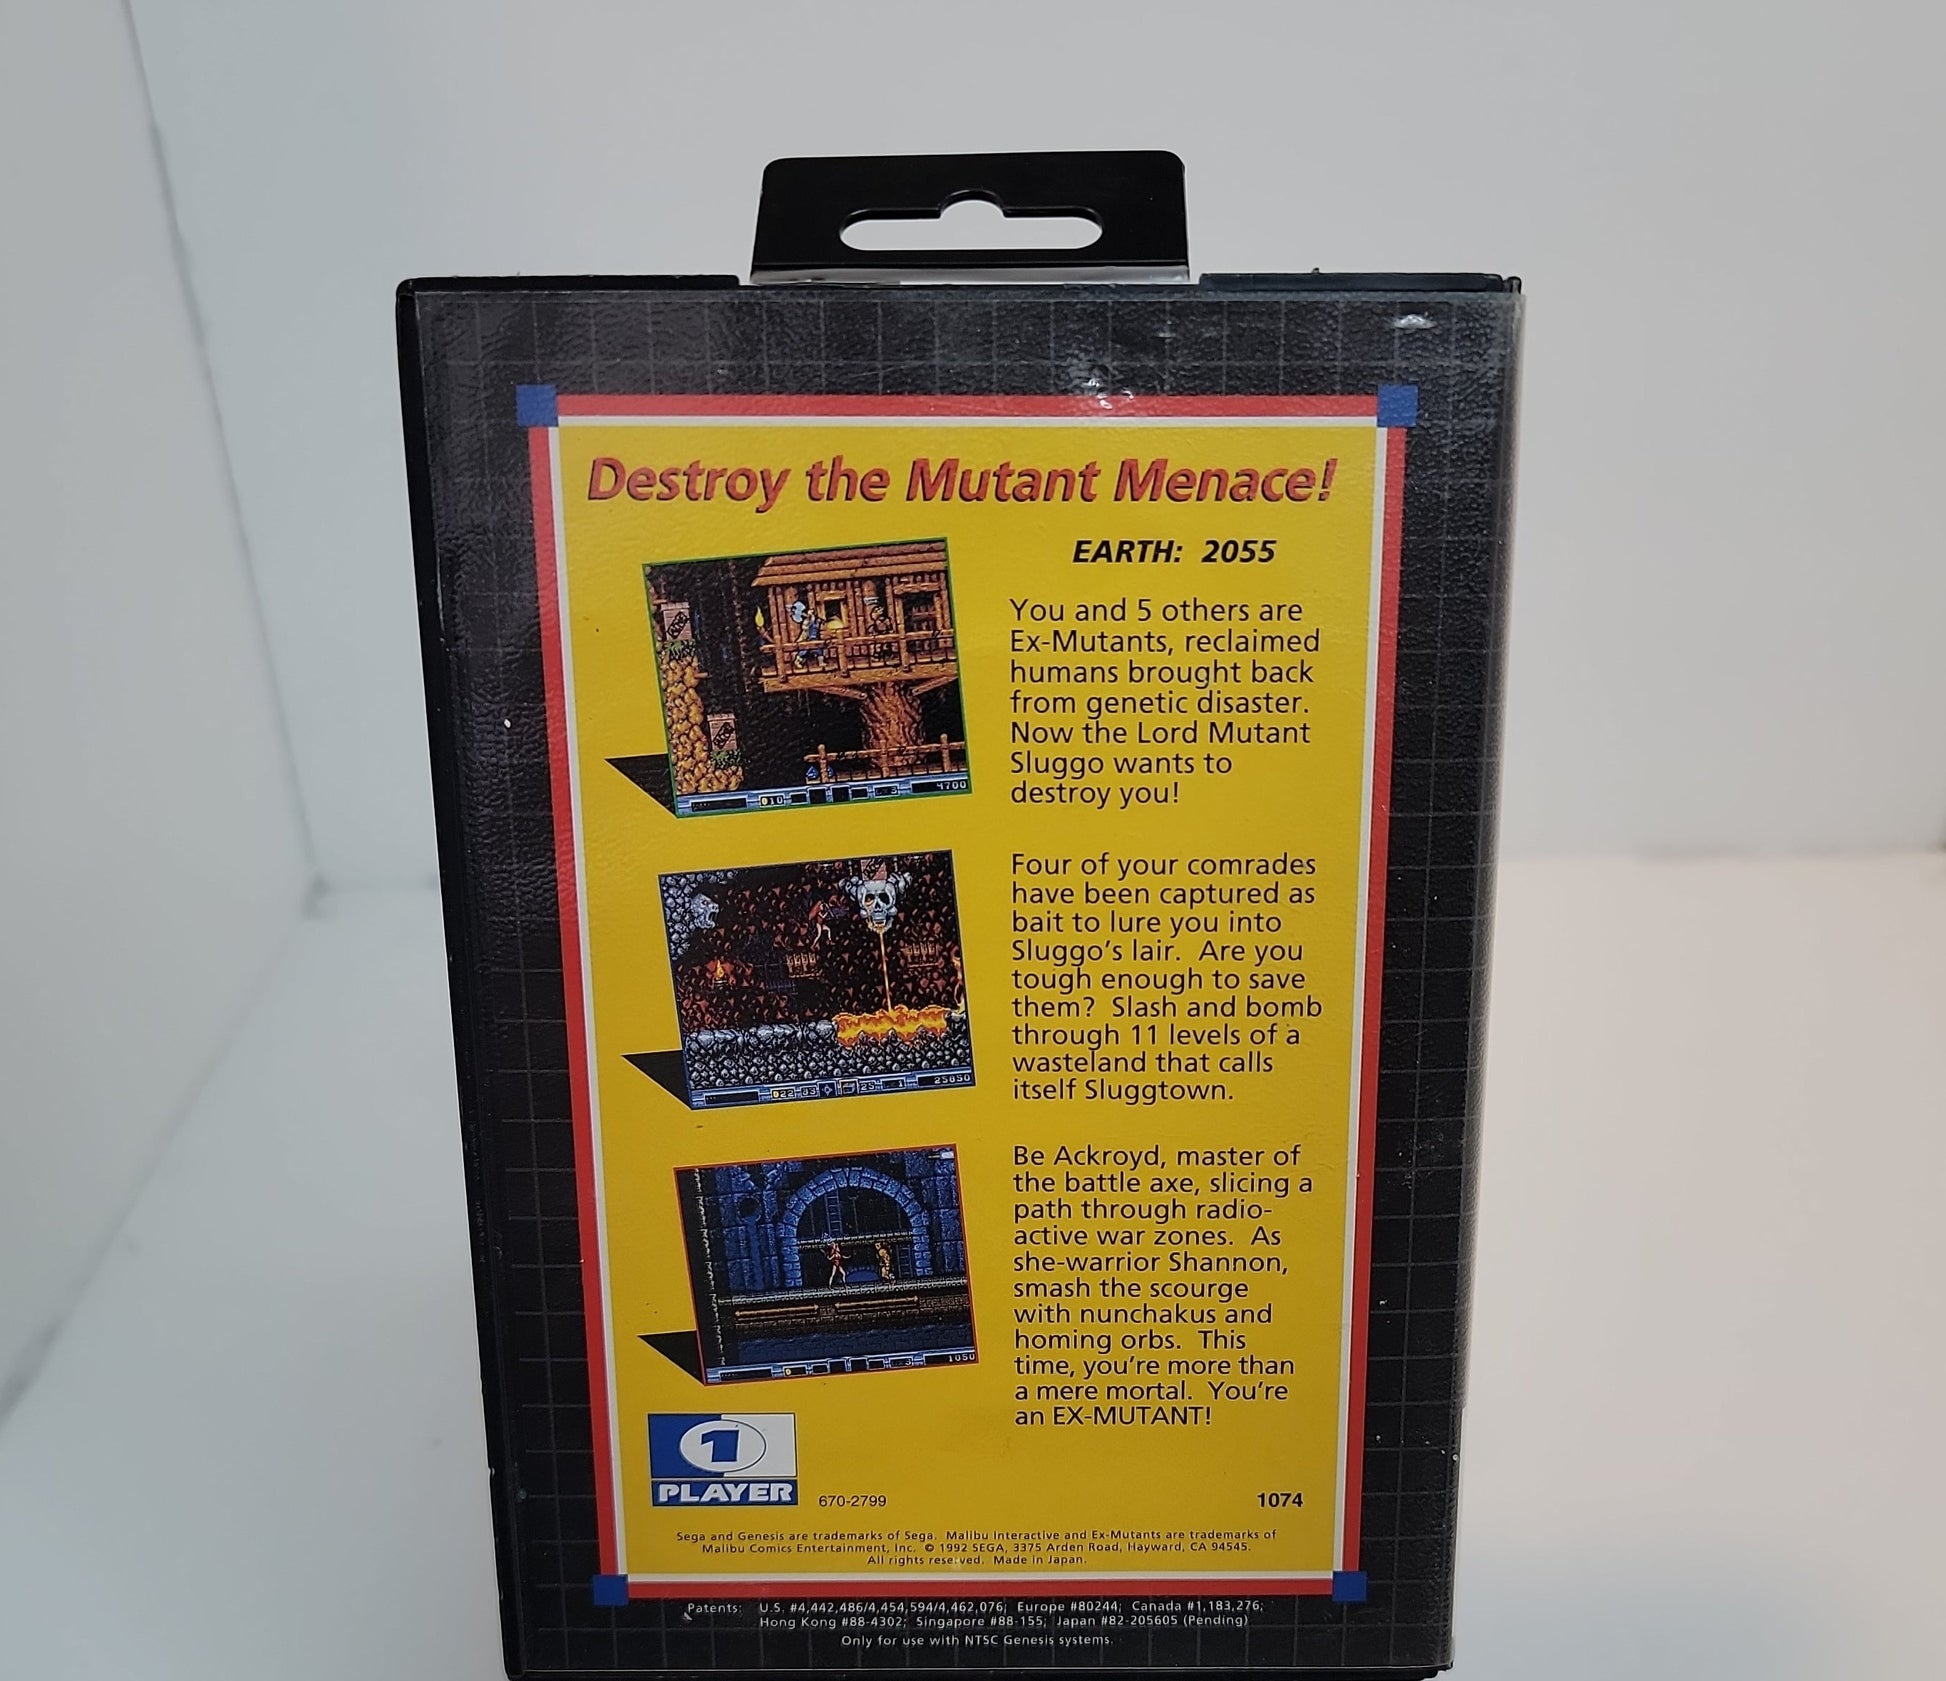 Destroy the Mutant Menace!
EARTH: 2055
You and 5 others are
Ex-Mutants, reclaimed
humans brought back
from genetic disaster.
Now the Lord Mutant
Sluggo wants to
destroy you!
4700
10
Four of your comrades
have been captured as
bait to lure you into
Sluggo's lair. Are you
tough enough to save
them? Slash and bomb
through 11 levels of a
wasteland that calls
itself Sluggtown.
22 25 1 25850
Be Ackroyd, master of
the battle axe, slicing a
path through radio-
active war zones. As
she-warrior Shannon,
smash the scourge
with nunchakus and
homing orbs. This
time, you're more than
a mere mortal. You're
an EX-MUTANT!
1050
1
PLAYER
670-2799
1074
Sega and Genesis are trademarks of Sega. Malibu Interactive and Ex-Mutants are trademarks of
Malibu Comics Entertainment, Inc. © 1992 SEGA, 3375 Arden Road, Hayward, CA 94545.
All rights reserved. Made in Japan.
Patents: U.S. #4,442,486/4,454,594/4,462,076; Europe #80244; Canada #1,183,276;
Hong Kong #88-4302; Singapore #88-155; Japan #82-205605 (Pending)
Only for use with NTSC Genesis systems.